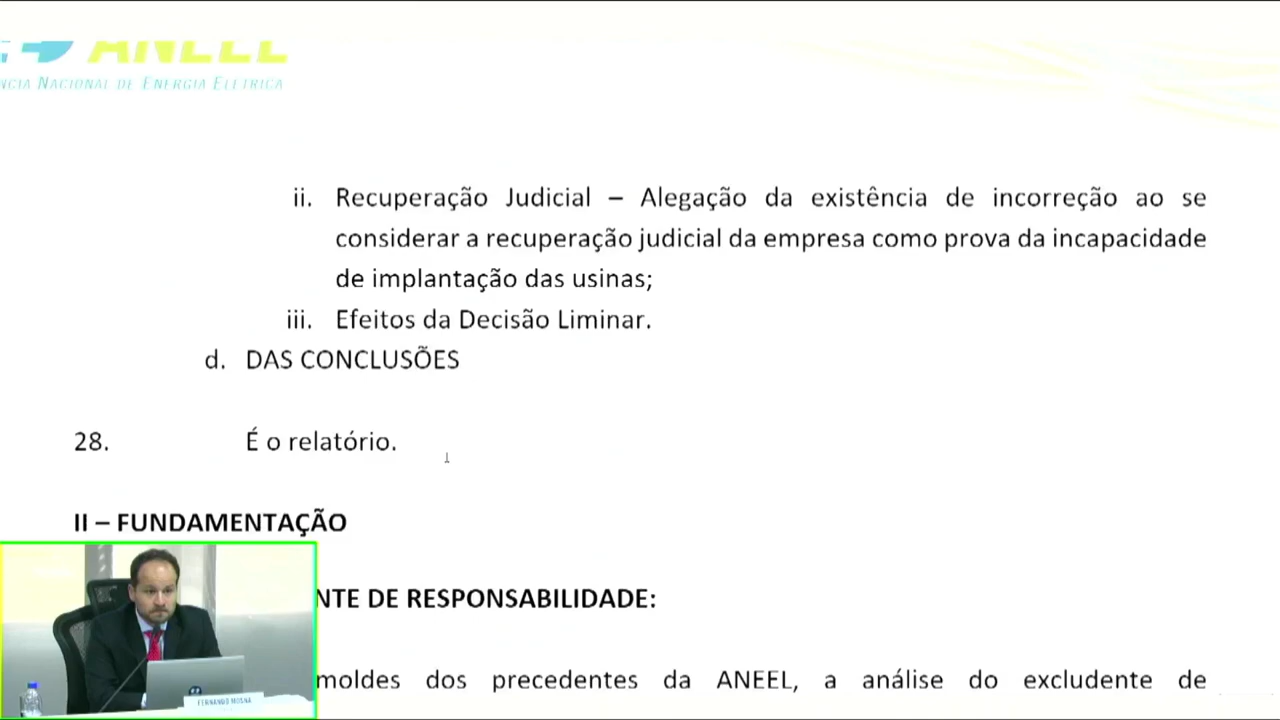 ANEEL
NCIA NACIONAL DE ENERGIA ELÉTRICA
ii. Recuperação Judicial – Alegação da existência de incorreção ao se
considerar a recuperação judicial da empresa como prova da incapacidade
de implantação das usinas;
iii. Efeitos da Decisão Liminar.
d. DAS CONCLUSÕES
28. É o relatório.
II – FUNDAMENTAÇÃO
NTE DE RESPONSABILIDADE:
moldes dos precedentes da ANEEL, a análise do excludente de
FERNANDO MOSNA